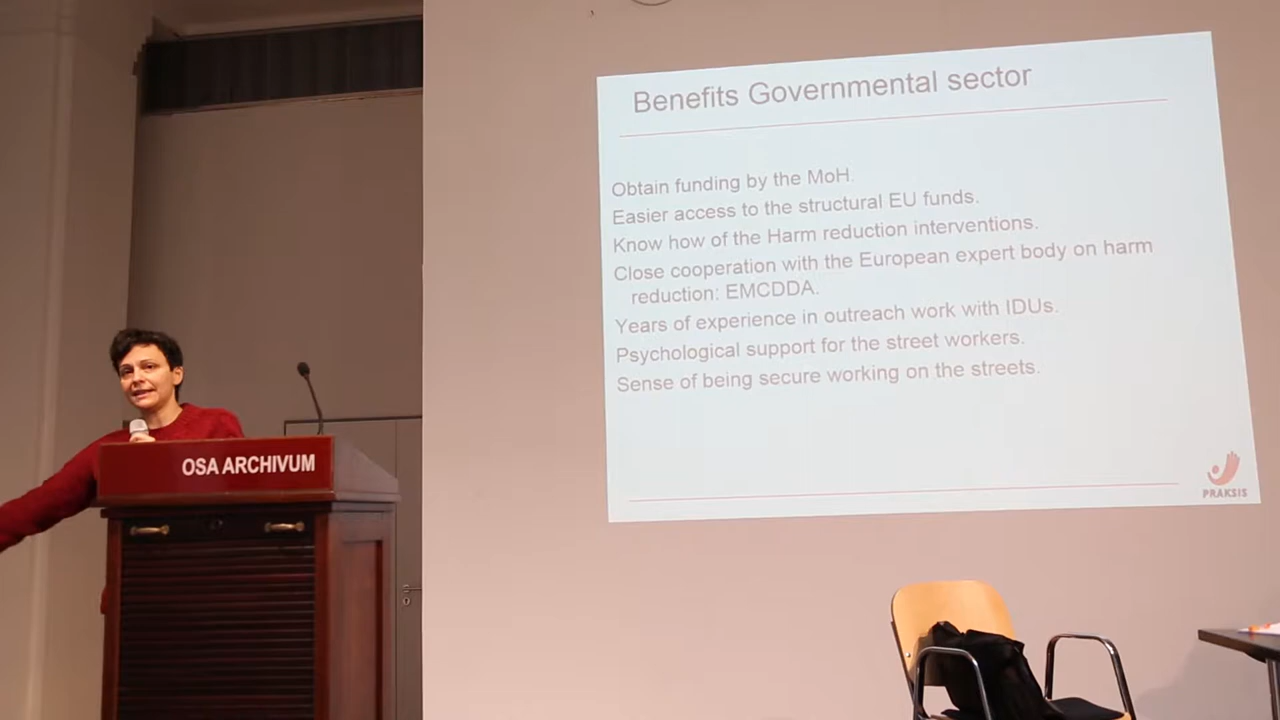 Benefits Governmental sector
Obtain funding by the MoH.
Easier access to the structural EU funds.
Know how of the Harm reduction interventions.
Close cooperation with the European expert body on harm
reduction: EMCDDA.
Years of experience in outreach work with IDUs.
Psychological support for the street workers.
Sense of being secure working on the streets.
PRAKSIS
OSA ARCHIVUM